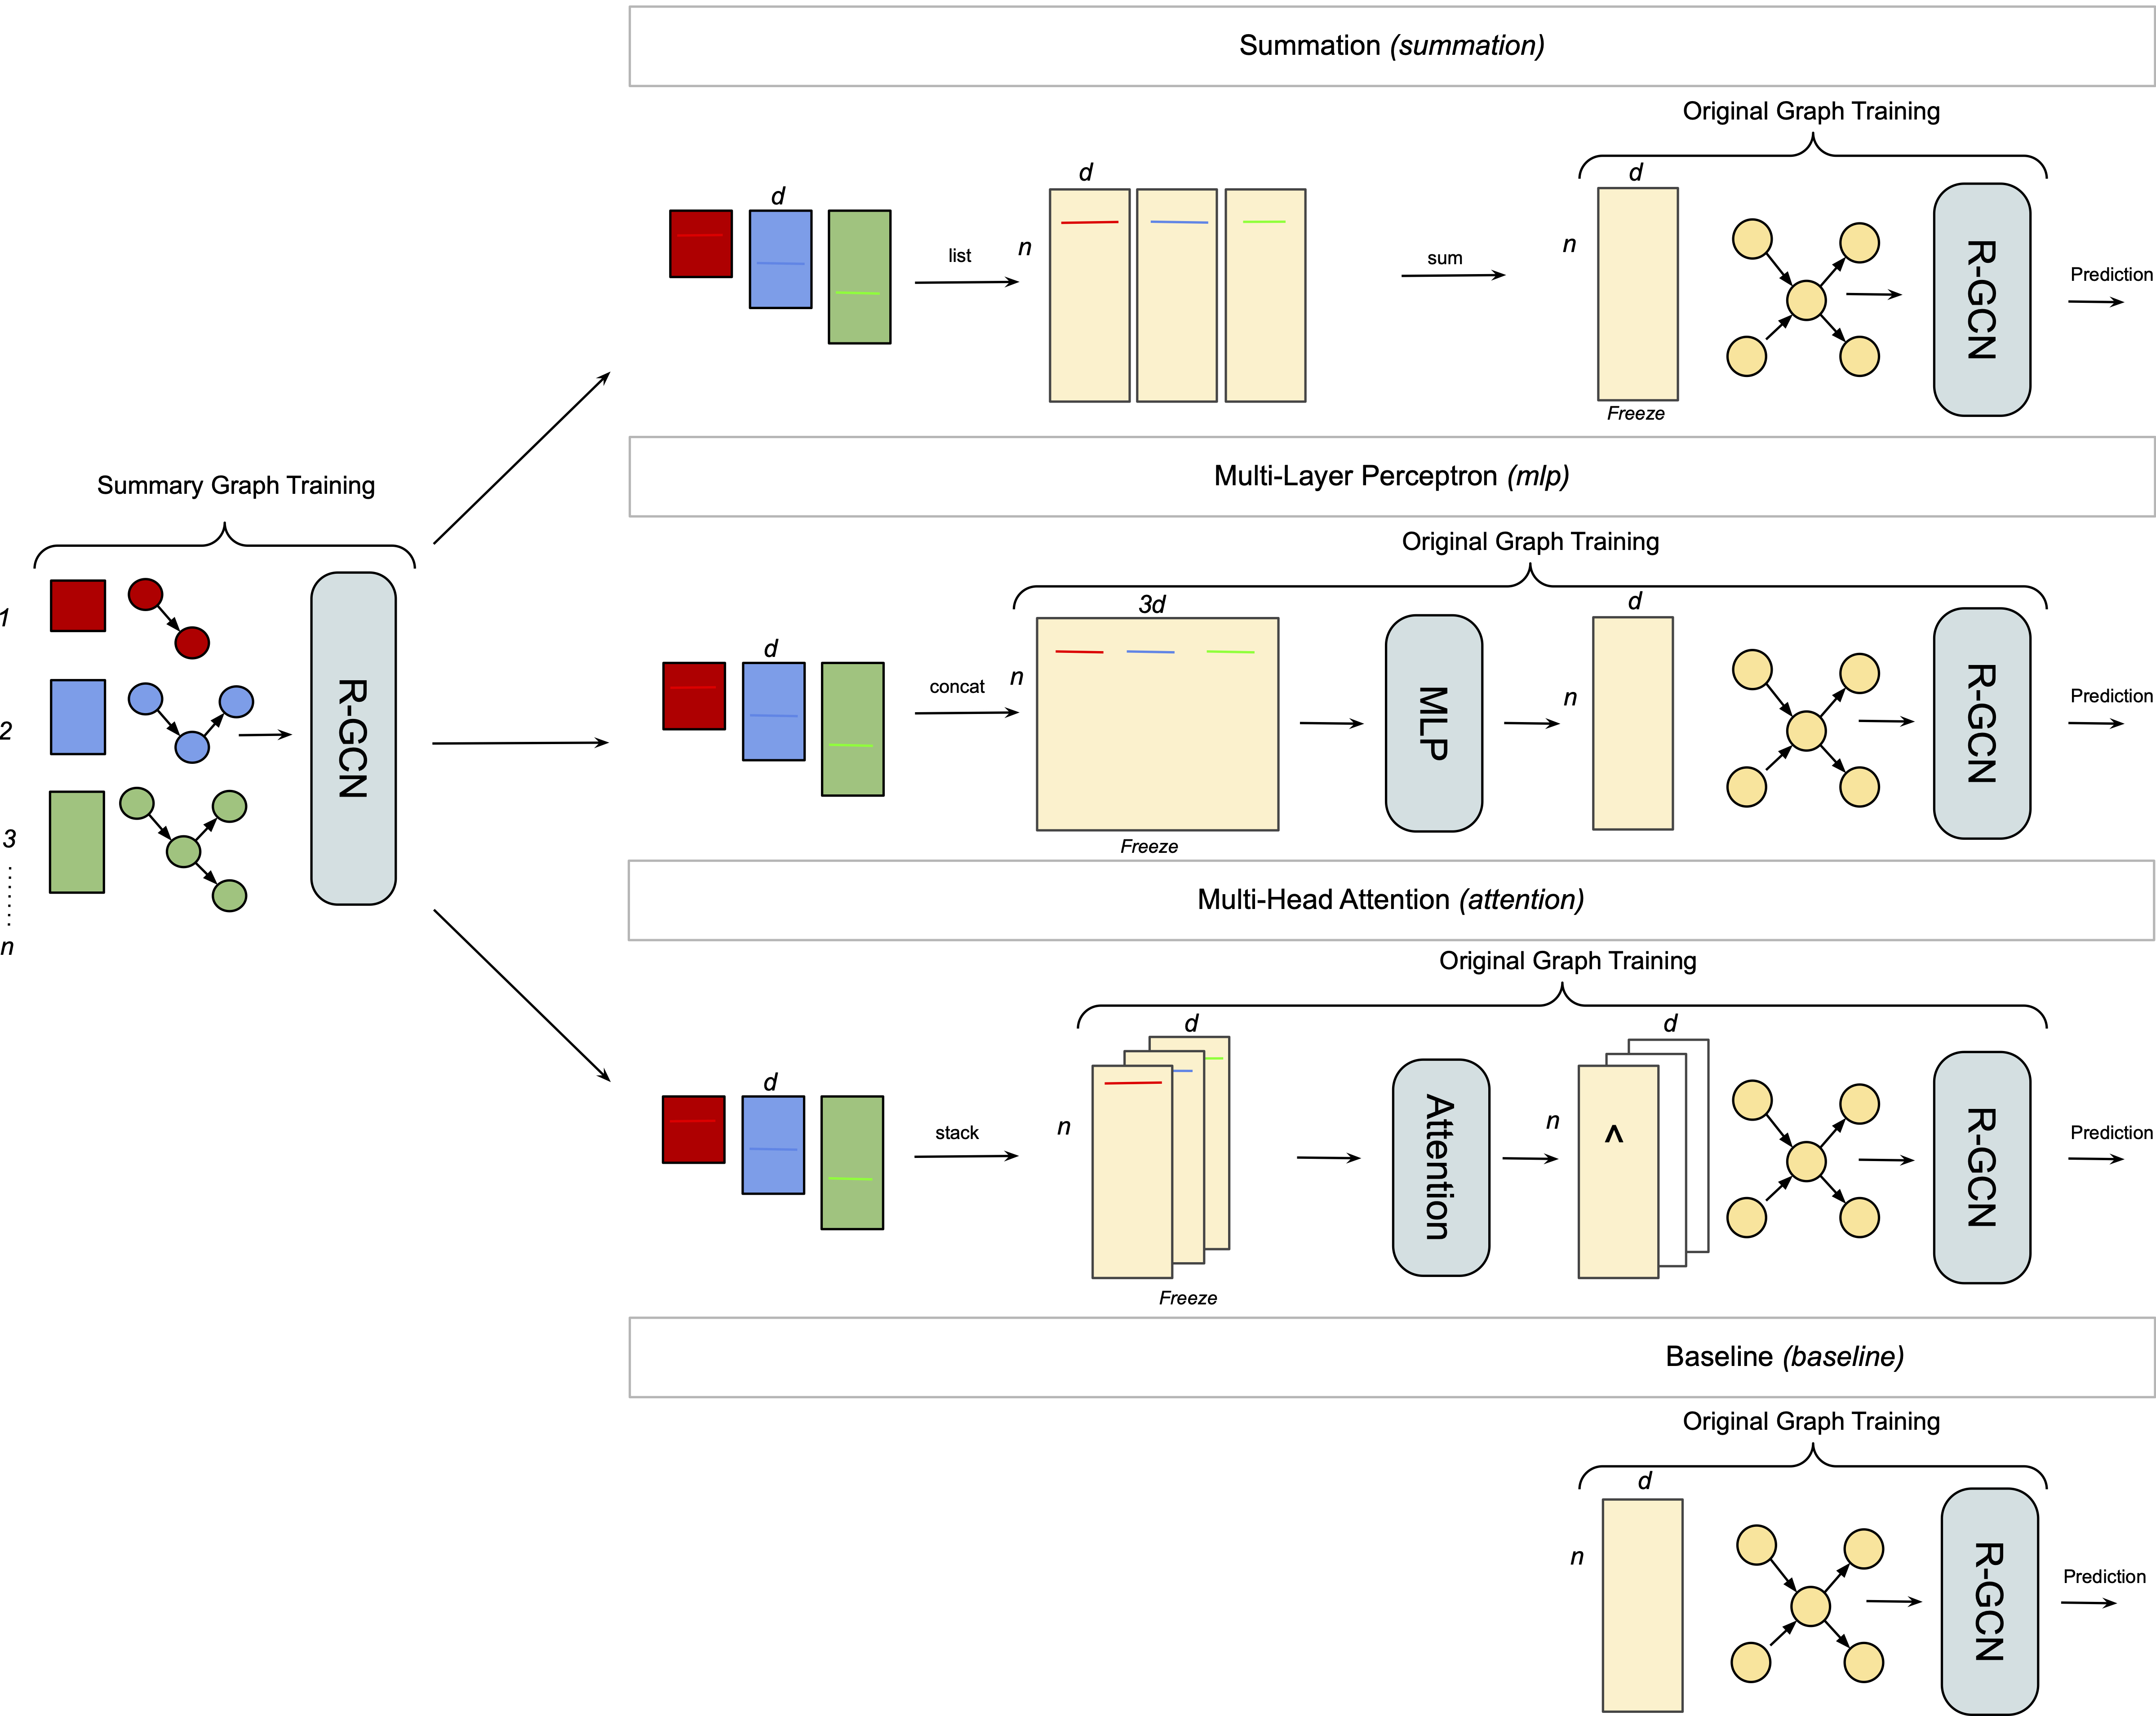 Summation (summation)
Original Graph Training
d
d
d
n
n
list
sum
R-GCN
Prediction
Freeze
Multi-Layer Perceptron (mlp)
Original Graph Training
3d
d
d
n
n
concat
MLP
R-GCN
Prediction
Freeze
Summary Graph Training
1
2
3
n
R-GCN
Multi-Head Attention (attention)
Original Graph Training
d
d
d
n
n
stack
Attention
^
R-GCN
Prediction
Freeze
Baseline (baseline)
Original Graph Training
d
n
R-GCN
Prediction